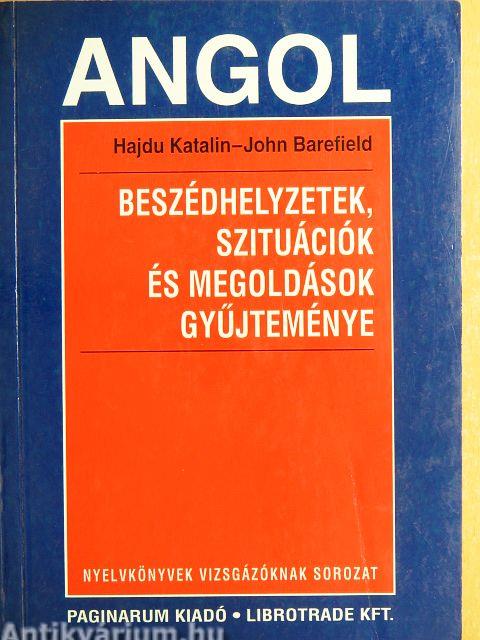 ANGOL
Hajdu Katalin–John Barefield
BESZÉDHELYZETEK,
SZITUÁCIÓK
ÉS MEGOLDÁSOK
GYŰJTEMÉNYE
NYELVKÖNYVEK VIZSGÁZÓKNAK SOROZAT
PAGINARUM KIADÓ • LIBROTRADE KFT.
Antikvarium.hu